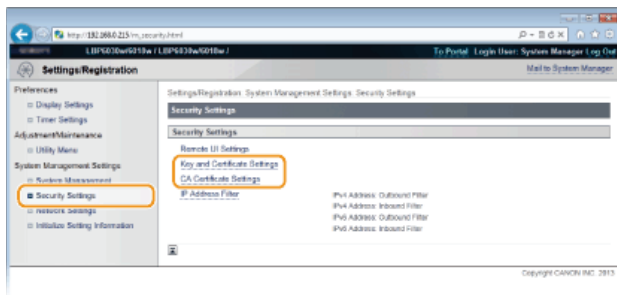 http://192.168.0.215/m_security.html
LBP6030w/6018w / LBP6030w/6018w /
To Portal Login User: System Manager Log Out
Settings/Registration
Mail to System Manager
Preferences
Display Settings
Timer Settings
Adjustment/Maintenance
Utility Menu
System Management Settings
System Management
Security Settings
Network Settings
Initialize Setting Information
Settings/Registration: System Management Settings: Security Settings
Security Settings
Security Settings
Remote UI Settings
Key and Certificate Settings
CA Certificate Settings
IP Address Filter
IPv4 Address: Outbound Filter
IPv4 Address: Inbound Filter
IPv6 Address: Outbound Filter
IPv6 Address: Inbound Filter
Copyright CANON INC. 2013